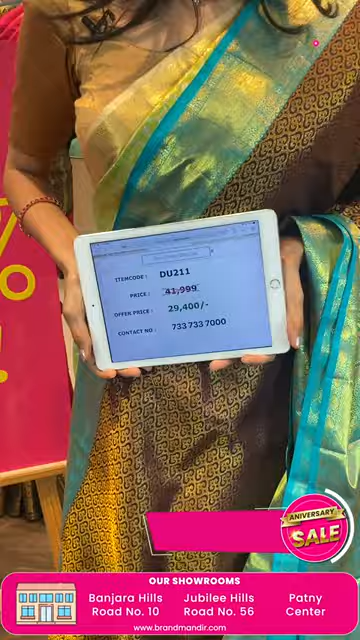 %
ITEMCODE : DU211
PRICE : 41,999
OFFER PRICE : 29,400/-
CONTACT NO : 733 733 7000
ANIVERSARY
SALE
OUR SHOWROOMS
Banjara Hills Road No. 10
Jubilee Hills Road No. 56
Patny Center
www.brandmandir.com